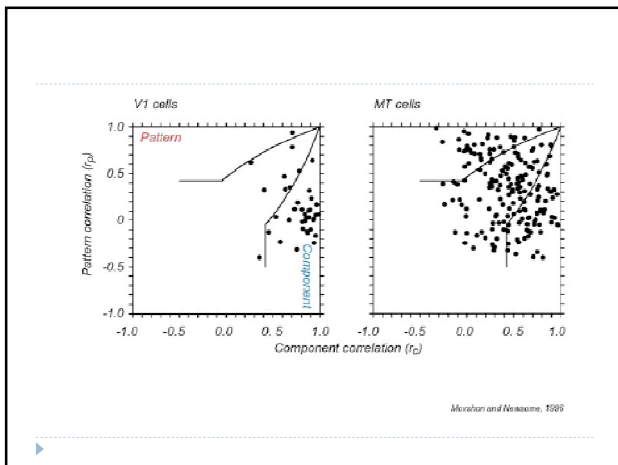 V1 cells
MT cells
1.0
Pattern
0.5
0
-0.5
-1.0
Pattern correlation (rp)
Component
-1.0 -0.5 0.0 0.5 1.0
-1.0 -0.5 0.0 0.5 1.0
Component correlation (rc)
Movshon and Newsome, 1996